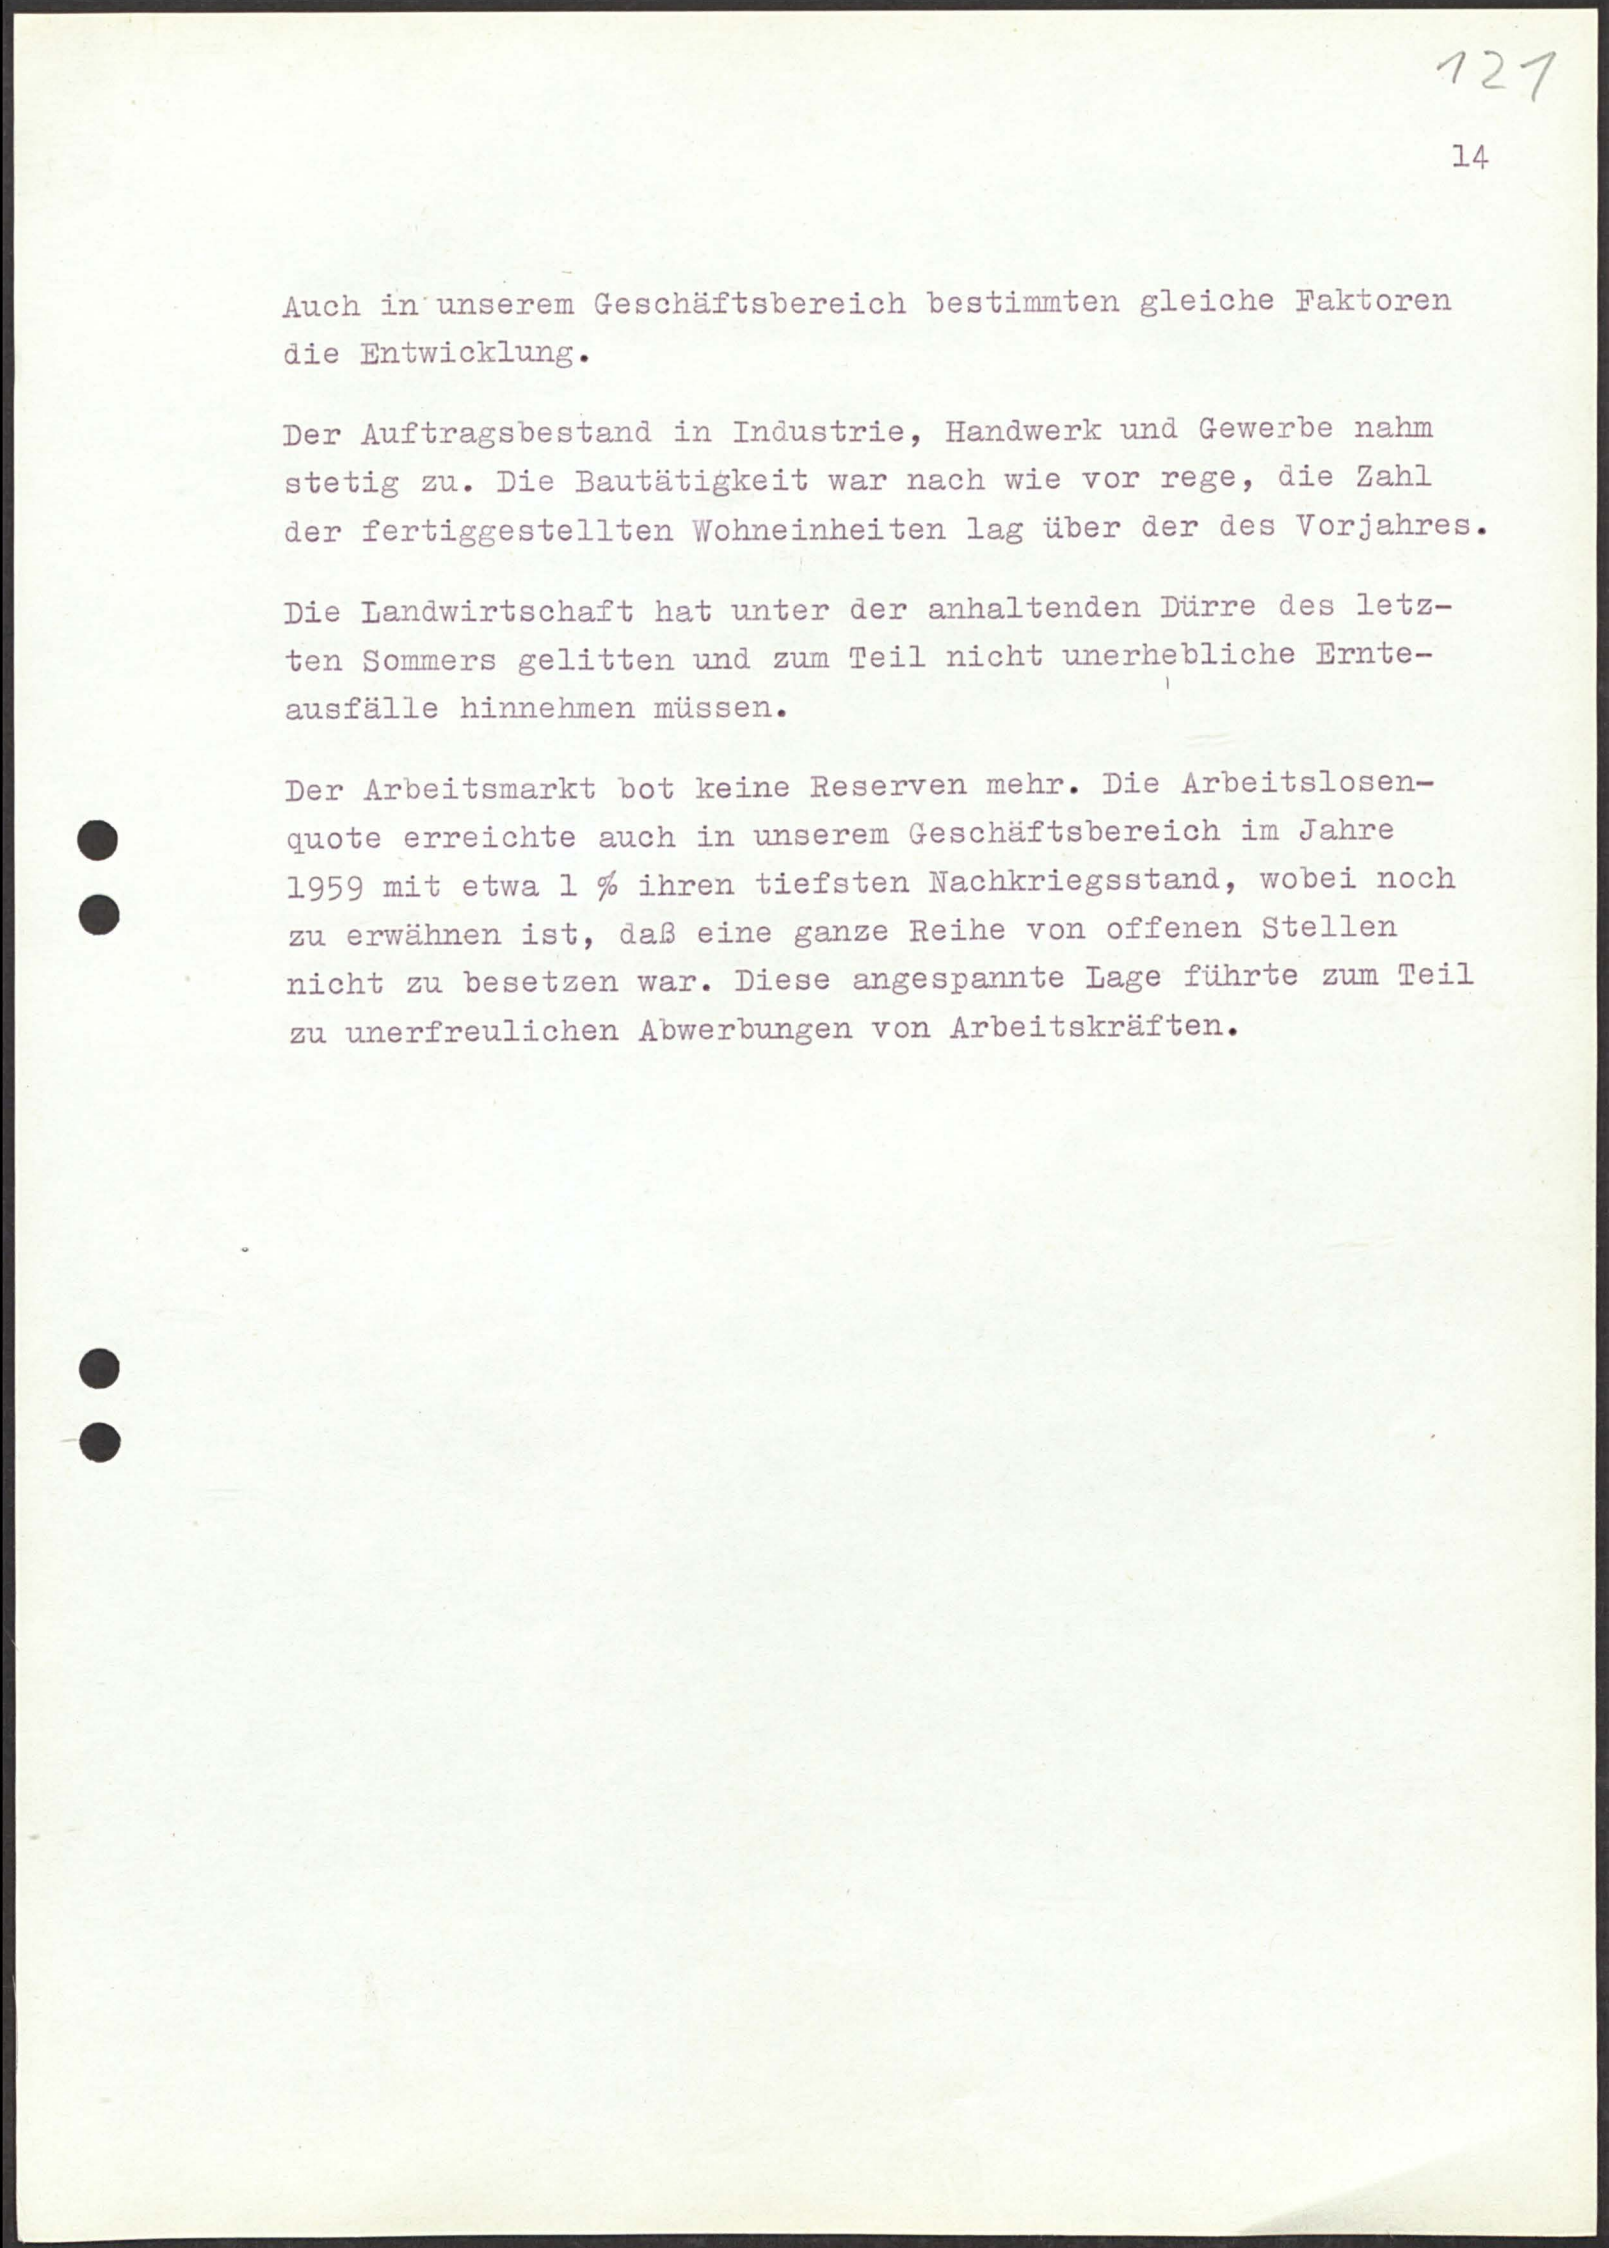 121
14
Auch in unserem Geschäftsbereich bestimmten gleiche Faktoren
die Entwicklung.
Der Auftragsbestand in Industrie, Handwerk und Gewerbe nahm
stetig zu. Die Bautätigkeit war nach wie vor rege, die Zahl
der fertiggestellten Wohneinheiten lag über der des Vorjahres.
Die Landwirtschaft hat unter der anhaltenden Dürre des letz-
ten Sommers gelitten und zum Teil nicht unerhebliche Ernte-
ausfälle hinnehmen müssen.
Der Arbeitsmarkt bot keine Reserven mehr. Die Arbeitslosen-
quote erreichte auch in unserem Geschäftsbereich im Jahre
1959 mit etwa 1 % ihren tiefsten Nachkriegsstand, wobei noch
zu erwähnen ist, daß eine ganze Reihe von offenen Stellen
nicht zu besetzen war. Diese angespannte Lage führte zum Teil
zu unerfreulichen Abwerbungen von Arbeitskräften.